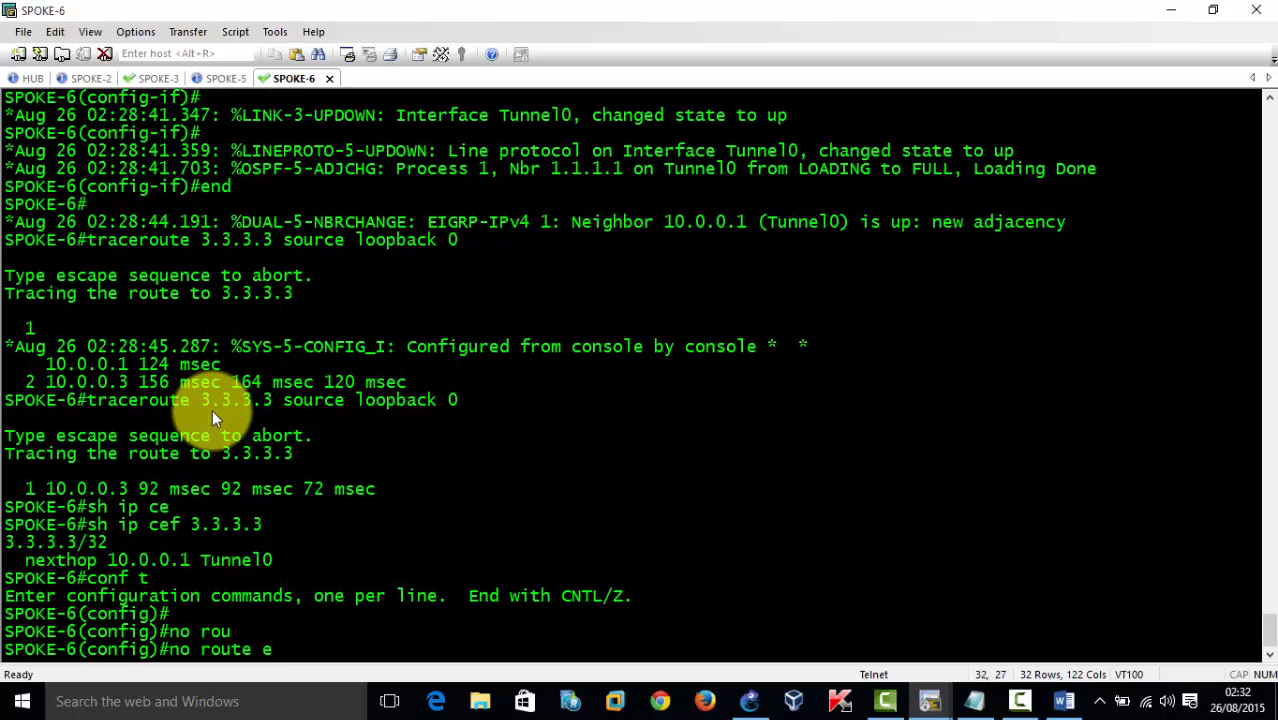 SPOKE-6
File Edit View Options Transfer Script Tools Help
Enter host <Alt+R>
HUB SPOKE-2 SPOKE-3 SPOKE-5 SPOKE-6
SPOKE-6(config-if)#
*Aug 26 02:28:41.347: %LINK-3-UPDOWN: Interface Tunnel0, changed state to up
SPOKE-6(config-if)#
*Aug 26 02:28:41.359: %LINEPROTO-5-UPDOWN: Line protocol on Interface Tunnel0, changed state to up
*Aug 26 02:28:41.703: %OSPF-5-ADJCHG: Process 1, Nbr 1.1.1.1 on Tunnel0 from LOADING to FULL, Loading Done
SPOKE-6(config-if)#end
SPOKE-6#
*Aug 26 02:28:44.191: %DUAL-5-NBRCHANGE: EIGRP-IPv4 1: Neighbor 10.0.0.1 (Tunnel0) is up: new adjacency
SPOKE-6#traceroute 3.3.3.3 source loopback 0
Type escape sequence to abort.
Tracing the route to 3.3.3.3
1
*Aug 26 02:28:45.287: %SYS-5-CONFIG_I: Configured from console by console * *
10.0.0.1 124 msec
2 10.0.0.3 156 msec 164 msec 120 msec
SPOKE-6#traceroute 3.3.3.3 source loopback 0
Type escape sequence to abort.
Tracing the route to 3.3.3.3
1 10.0.0.3 92 msec 92 msec 72 msec
SPOKE-6#sh ip ce
SPOKE-6#sh ip cef 3.3.3.3
3.3.3.3/32
nexthop 10.0.0.1 Tunnel0
SPOKE-6#conf t
Enter configuration commands, one per line. End with CNTL/Z.
SPOKE-6(config)#
SPOKE-6(config)#no rou
SPOKE-6(config)#no route e
Ready Telnet 32, 27 32 Rows, 122 Cols VT100 CAP NUM
Search the web and Windows
02:32
26/08/2015